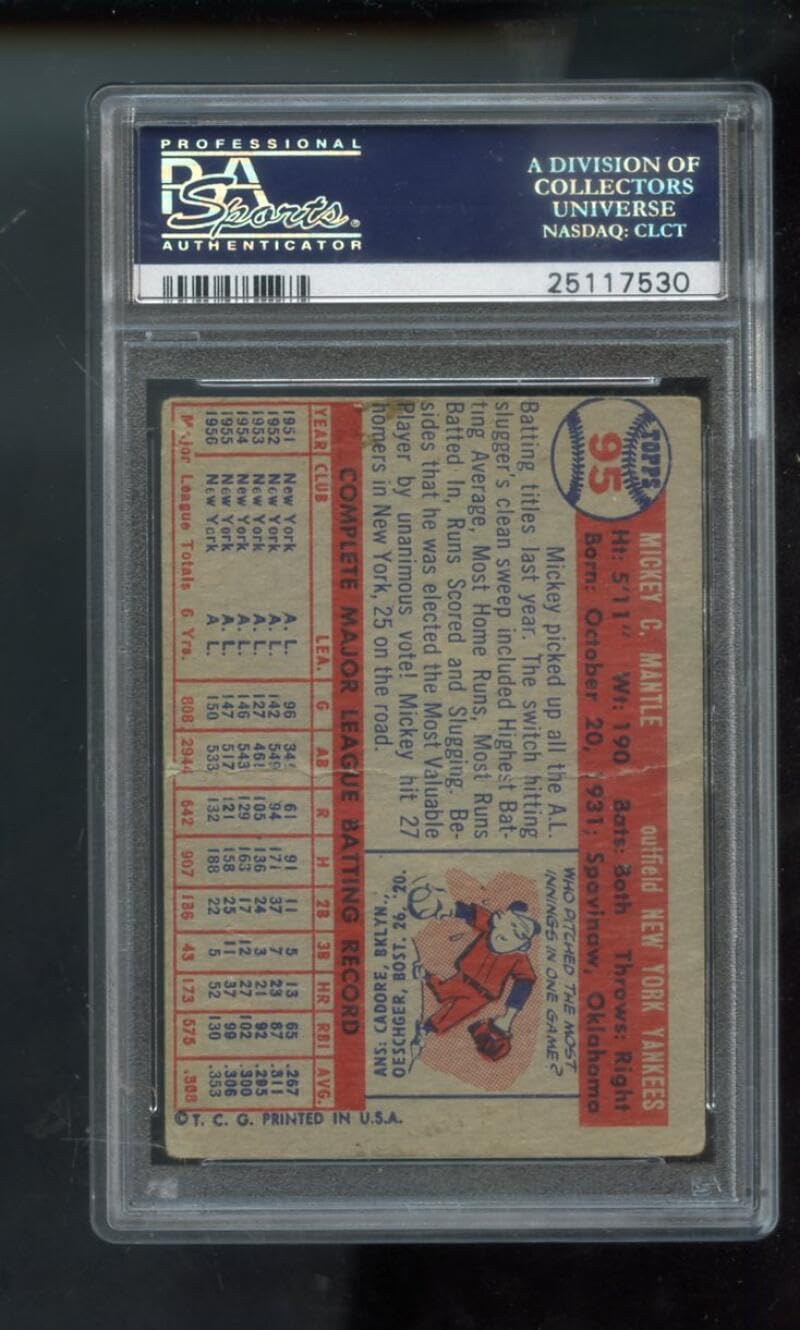 PROFESSIONAL
PSA
Sports®
AUTHENTICATOR
A DIVISION OF
COLLECTORS
UNIVERSE
NASDAQ: CLCT
25117530
TOPPS
95
MICKEY C. MANTLE outfield NEW YORK YANKEES
Ht: 5'11" Wt: 190 Bats: Both Throws: Right
Born: October 20, 1931; Spavinaw, Oklahoma
Mickey picked up all the A.L.
Batting titles last year. The switch hitting
slugger's clean sweep included Highest Bat-
ting Average, Most Home Runs, Most Runs
Batted In, Runs Scored and Slugging. Be-
sides that he was elected the Most Valuable
Player by unanimous vote! Mickey hit 27
homers in New York, 25 on the road.
WHO PITCHED THE MOST
INNINGS IN ONE GAME?
ANS: CADORE, BKLYN.,
OESCHGER, BOST. 26, '20.
COMPLETE MAJOR LEAGUE BATTING RECORD
YEAR CLUB LEA. G AB R H 2B 3B HR RBI AVG.
1951 New York A. L. 96 341 61 91 11 5 13 65 .267
1952 New York A. L. 142 549 94 171 37 7 23 87 .311
1953 New York A. L. 127 461 105 136 24 3 21 92 .295
1954 New York A. L. 146 543 129 163 17 12 27 102 .300
1955 New York A. L. 147 517 121 158 25 11 37 99 .306
1956 New York A. L. 150 533 132 188 22 5 52 130 .353
Major League Totals 6 Yrs. 808 2944 642 907 136 43 173 575 .308
© T. C. G. PRINTED IN U.S.A.